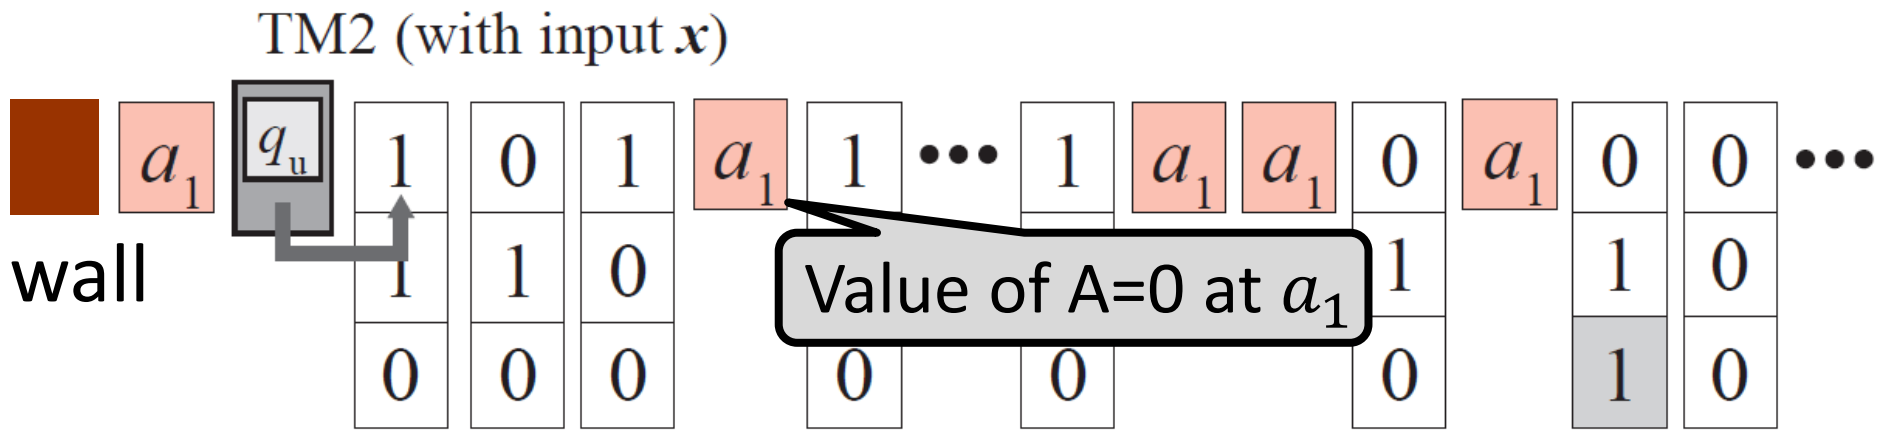 TM2 (with input x)
a₁ qᵤ 1 0 1 a₁ 1 ••• 1 a₁ a₁ 0 a₁ 0 0 •••
wall 1 1 0 1 1 0
Value of A=0 at a₁
0 0 0 0 0 0 1 0